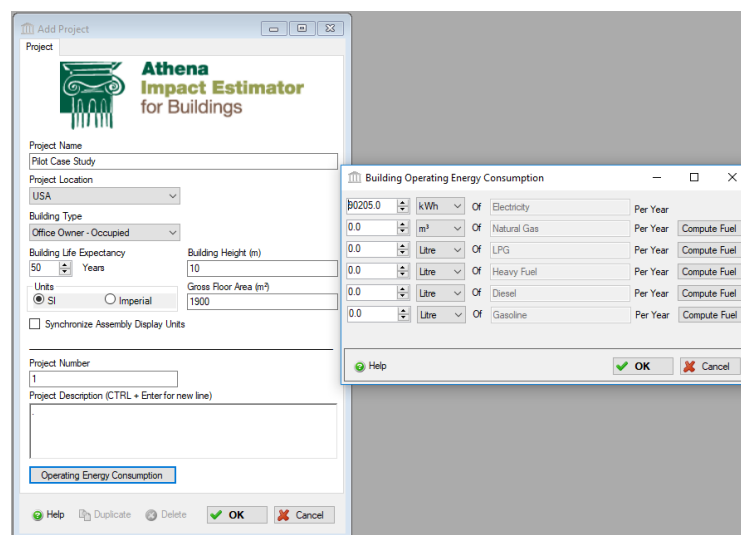 Add Project
Project
Athena
Impact Estimator
for Buildings
Project Name
Pilot Case Study
Project Location
USA
Building Type
Office Owner - Occupied
Building Life Expectancy Building Height (m)
50 Years 10
Units Gross Floor Area (m²)
SI Imperial 1900
Synchronize Assembly Display Units
Project Number
1
Project Description (CTRL + Enter for new line)
.
Operating Energy Consumption
Help Duplicate Delete OK Cancel
Building Operating Energy Consumption
90205.0 kWh Of Electricity Per Year
0.0 m³ Of Natural Gas Per Year Compute Fuel
0.0 Litre Of LPG Per Year Compute Fuel
0.0 Litre Of Heavy Fuel Per Year Compute Fuel
0.0 Litre Of Diesel Per Year Compute Fuel
0.0 Litre Of Gasoline Per Year Compute Fuel
Help OK Cancel